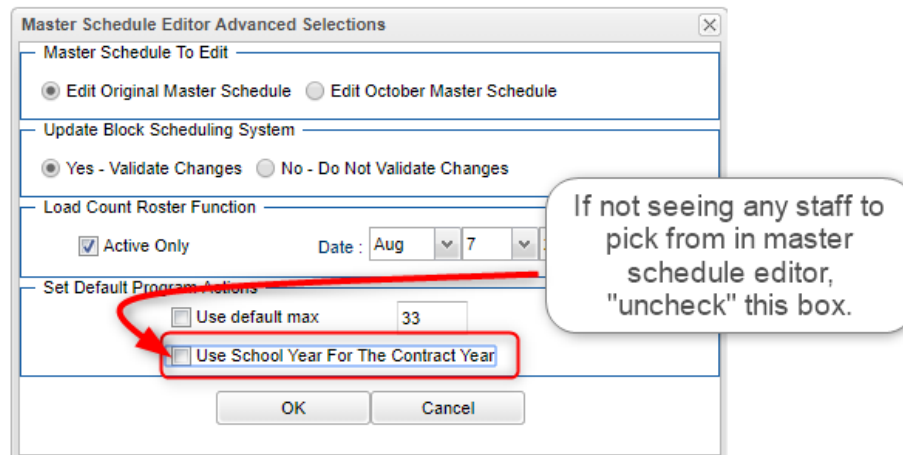 Master Schedule Editor Advanced Selections
Master Schedule To Edit
Edit Original Master Schedule Edit October Master Schedule
Update Block Scheduling System
Yes - Validate Changes No - Do Not Validate Changes
Load Count Roster Function
Active Only Date : Aug 7
If not seeing any staff to
pick from in master
schedule editor,
"uncheck" this box.
Set Default Program Actions
Use default max 33
Use School Year For The Contract Year
OK Cancel